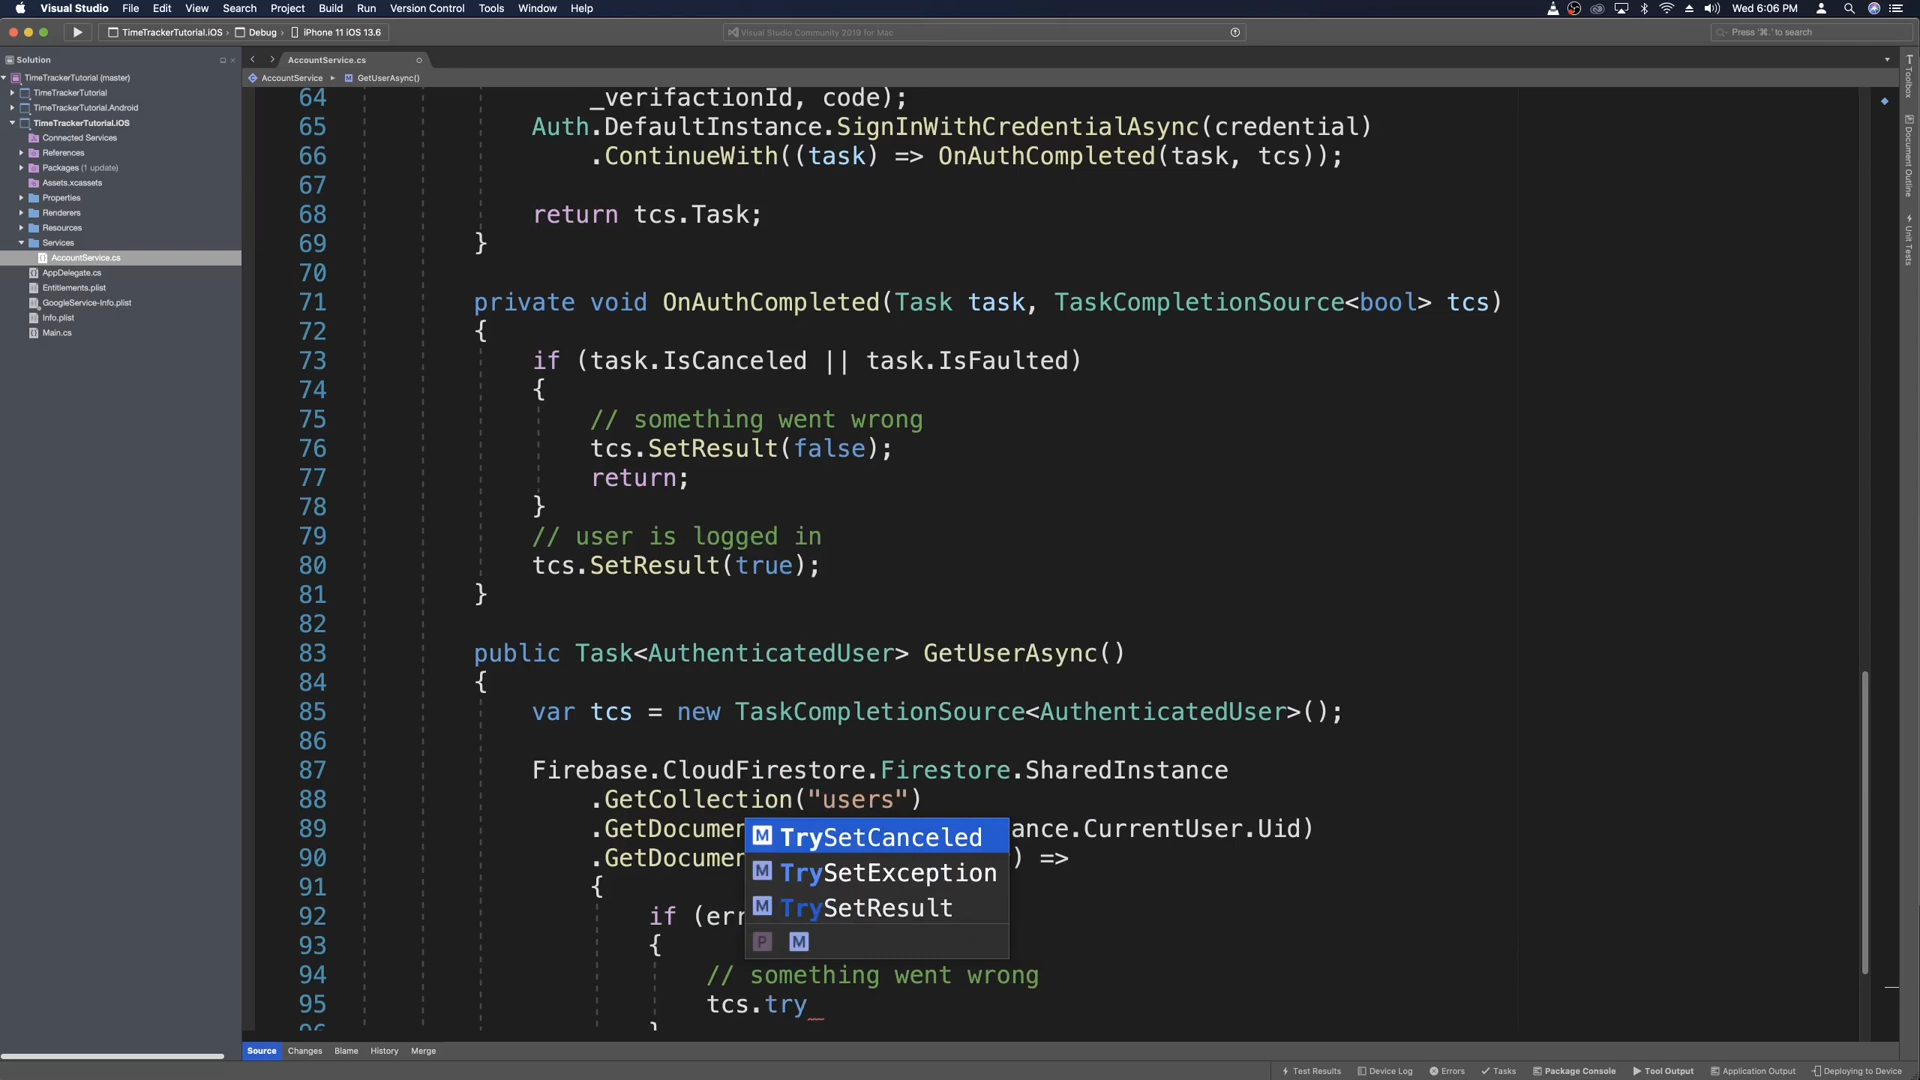 Visual Studio File Edit View Search Project Build Run Version Control Tools Window Help Wed 6:06 PM
TimeTrackerTutorial.iOS Debug iPhone 11 iOS 13.6 Visual Studio Community 2019 for Mac Press '⌘.' to search
Solution
TimeTrackerTutorial (master)
TimeTrackerTutorial
TimeTrackerTutorial.Android
TimeTrackerTutorial.iOS
Connected Services
References
Packages (1 update)
Assets.xcassets
Properties
Renderers
Resources
Services
AccountService.cs
AppDelegate.cs
Entitlements.plist
GoogleService-Info.plist
Info.plist
Main.cs
AccountService.cs
AccountService GetUserAsync()
64 _verifactionId, code);
65 Auth.DefaultInstance.SignInWithCredentialAsync(credential)
66 .ContinueWith((task) => OnAuthCompleted(task, tcs));
67
68 return tcs.Task;
69 }
70
71 private void OnAuthCompleted(Task task, TaskCompletionSource<bool> tcs)
72 {
73 if (task.IsCanceled || task.IsFaulted)
74 {
75 // something went wrong
76 tcs.SetResult(false);
77 return;
78 }
79 // user is logged in
80 tcs.SetResult(true);
81 }
82
83 public Task<AuthenticatedUser> GetUserAsync()
84 {
85 var tcs = new TaskCompletionSource<AuthenticatedUser>();
86
87 Firebase.CloudFirestore.Firestore.SharedInstance
88 .GetCollection("users")
89 .GetDocumen ance.CurrentUser.Uid)
90 .GetDocumen ) =>
91 {
92 if (err
93 {
94 // something went wrong
95 tcs.try
96 }
TrySetCanceled
TrySetException
TrySetResult
P M
Toolbox
Document Outline
Unit Tests
Source Changes Blame History Merge
Test Results Device Log Errors Tasks Package Console Tool Output Application Output Deploying to Device